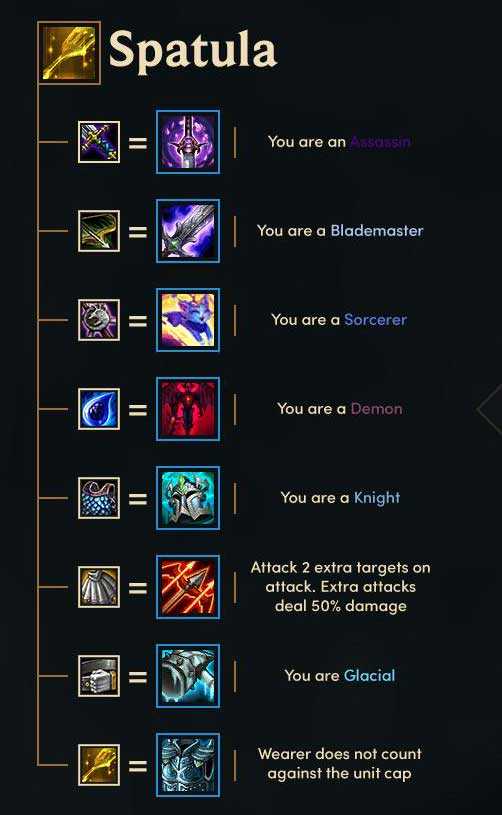 Spatula
= You are an Assassin
= You are a Blademaster
= You are a Sorcerer
= You are a Demon
= You are a Knight
= Attack 2 extra targets on
attack. Extra attacks
deal 50% damage
= You are Glacial
= Wearer does not count
against the unit cap